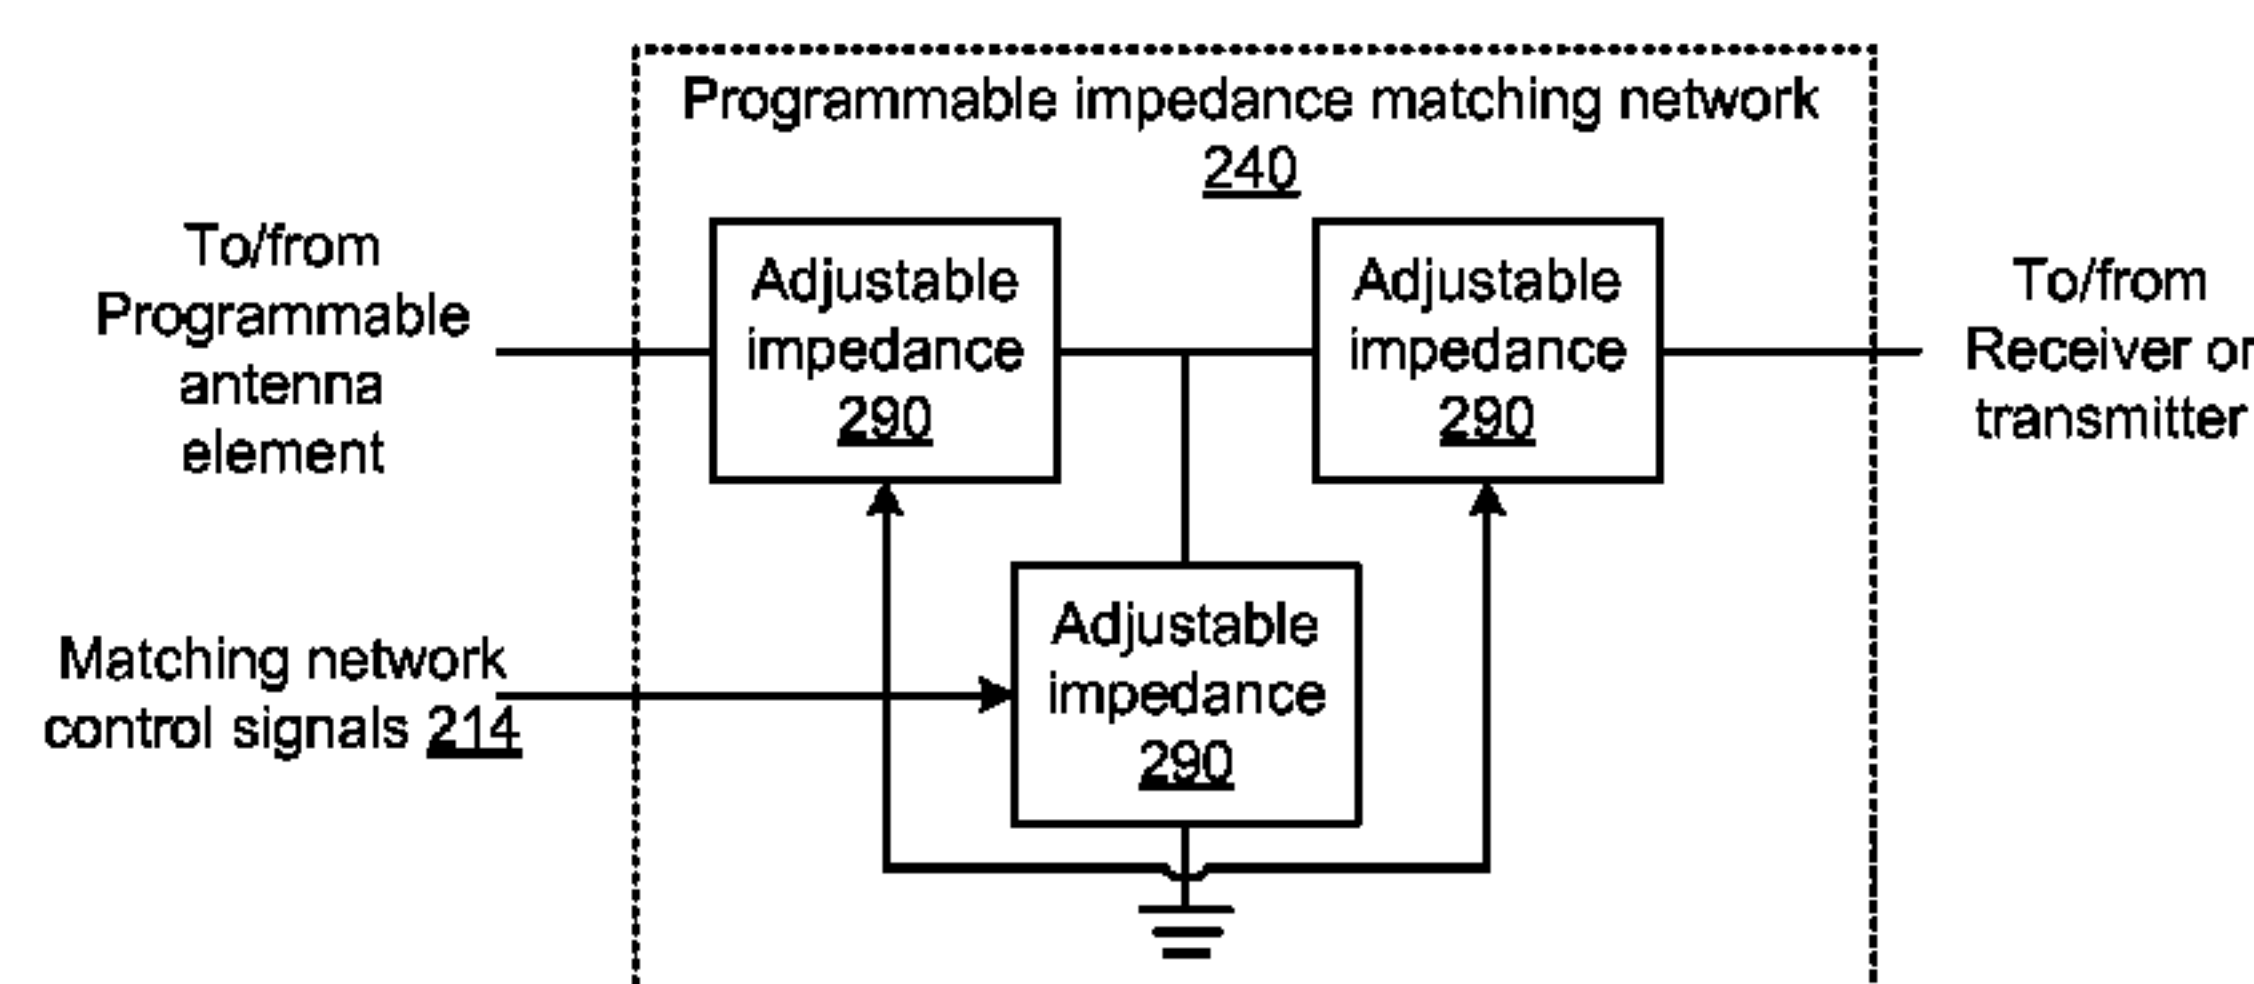 Programmable impedance matching network
240
To/from
Programmable
antenna
element
Adjustable
impedance
290
Adjustable
impedance
290
To/from
Receiver or
transmitter
Matching network
control signals 214
Adjustable
impedance
290